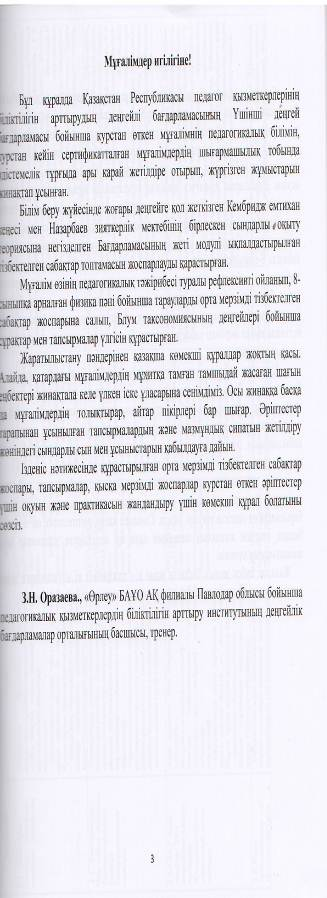 Мұғалімдер игілігіне!
Бұл құралда Қазақстан Республикасы педагог қызметкерлерінің
біліктілігін арттырудың деңгейлі бағдарламасының Үшінші деңгей
бағдарламасы бойынша курстан өткен мұғалімнің педагогикалық білімін,
курстан кейін сертификатталған мұғалімдердің шығармашылық тобында
әдістемелік тұрғыда ары қарай жетілдіре отырып, жүргізген жұмыстарын
жинақтап ұсынған.
Білім беру жүйесінде жоғары деңгейге қол жеткізген Кембридж емтихан
кеңесі мен Назарбаев зияткерлік мектебінің бірлескен сындарлы оқыту
теориясына негізделген Бағдарламасының жеті модулі ықпалдастырылған
тізбектелген сабақтар топтамасын жоспарлауды қарастырған.
Мұғалім өзінің педагогикалық тәжірибесі туралы рефлексивті ойланып, 8-
сыныпқа арналған физика пәні бойынша тарауларды орта мерзімді тізбектелген
сабақтар жоспарына салып, Блум таксономиясының деңгейлері бойынша
сұрақтар мен тапсырмалар үлгісін құрастырған.
Жаратылыстану пәндерінен қазақша көмекші құралдар жоқтың қасы.
Алайда, қатардағы мұғалімдердің мұхитқа тамған тамшыдай жасаған шағын
еңбектері жинақтала келе үлкен іске ұласарына сенімдіміз. Осы жинаққа басқа
да мұғалімдердің толықтырар, айтар пікірлері бар шығар. Әріптестер
тарапынан ұсынылған тапсырмалардың және мазмұндық сипатын жетілдіру
жөніндегі сындарлы сын мен ұсыныстарын қабылдауға дайын.
Ізденіс нәтижесінде құрастырылған орта мерзімді тізбектелген сабақтар
жоспары, тапсырмалар, қысқа мерзімді жоспарлар курстан өткен әріптестер
үшін оқуын және практикасын жандандыру үшін көмекші құрал болатыны
сөзсіз.
З.Н. Оразаева., «Өрлеу» БАҰО АҚ филиалы Павлодар облысы бойынша
педагогикалық қызметкерлердің біліктілігін арттыру институтының деңгейлік
бағдарламалар орталығының басшысы, тренер.
3